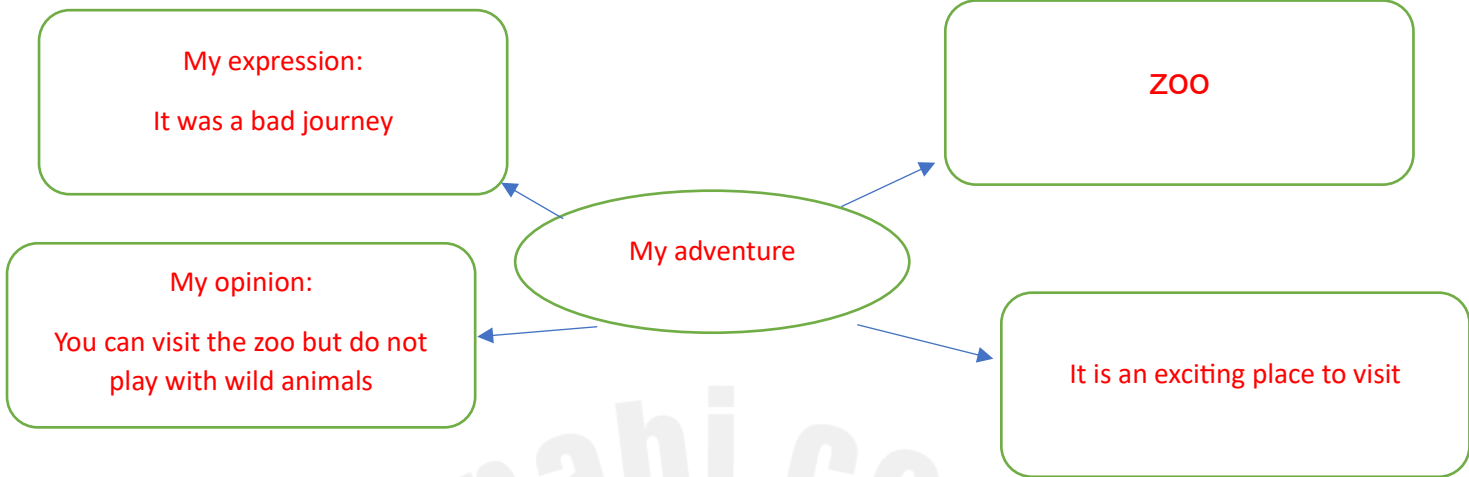 My expression:
It was a bad journey
ZOO
My adventure
My opinion:
You can visit the zoo but do not
play with wild animals
It is an exciting place to visit